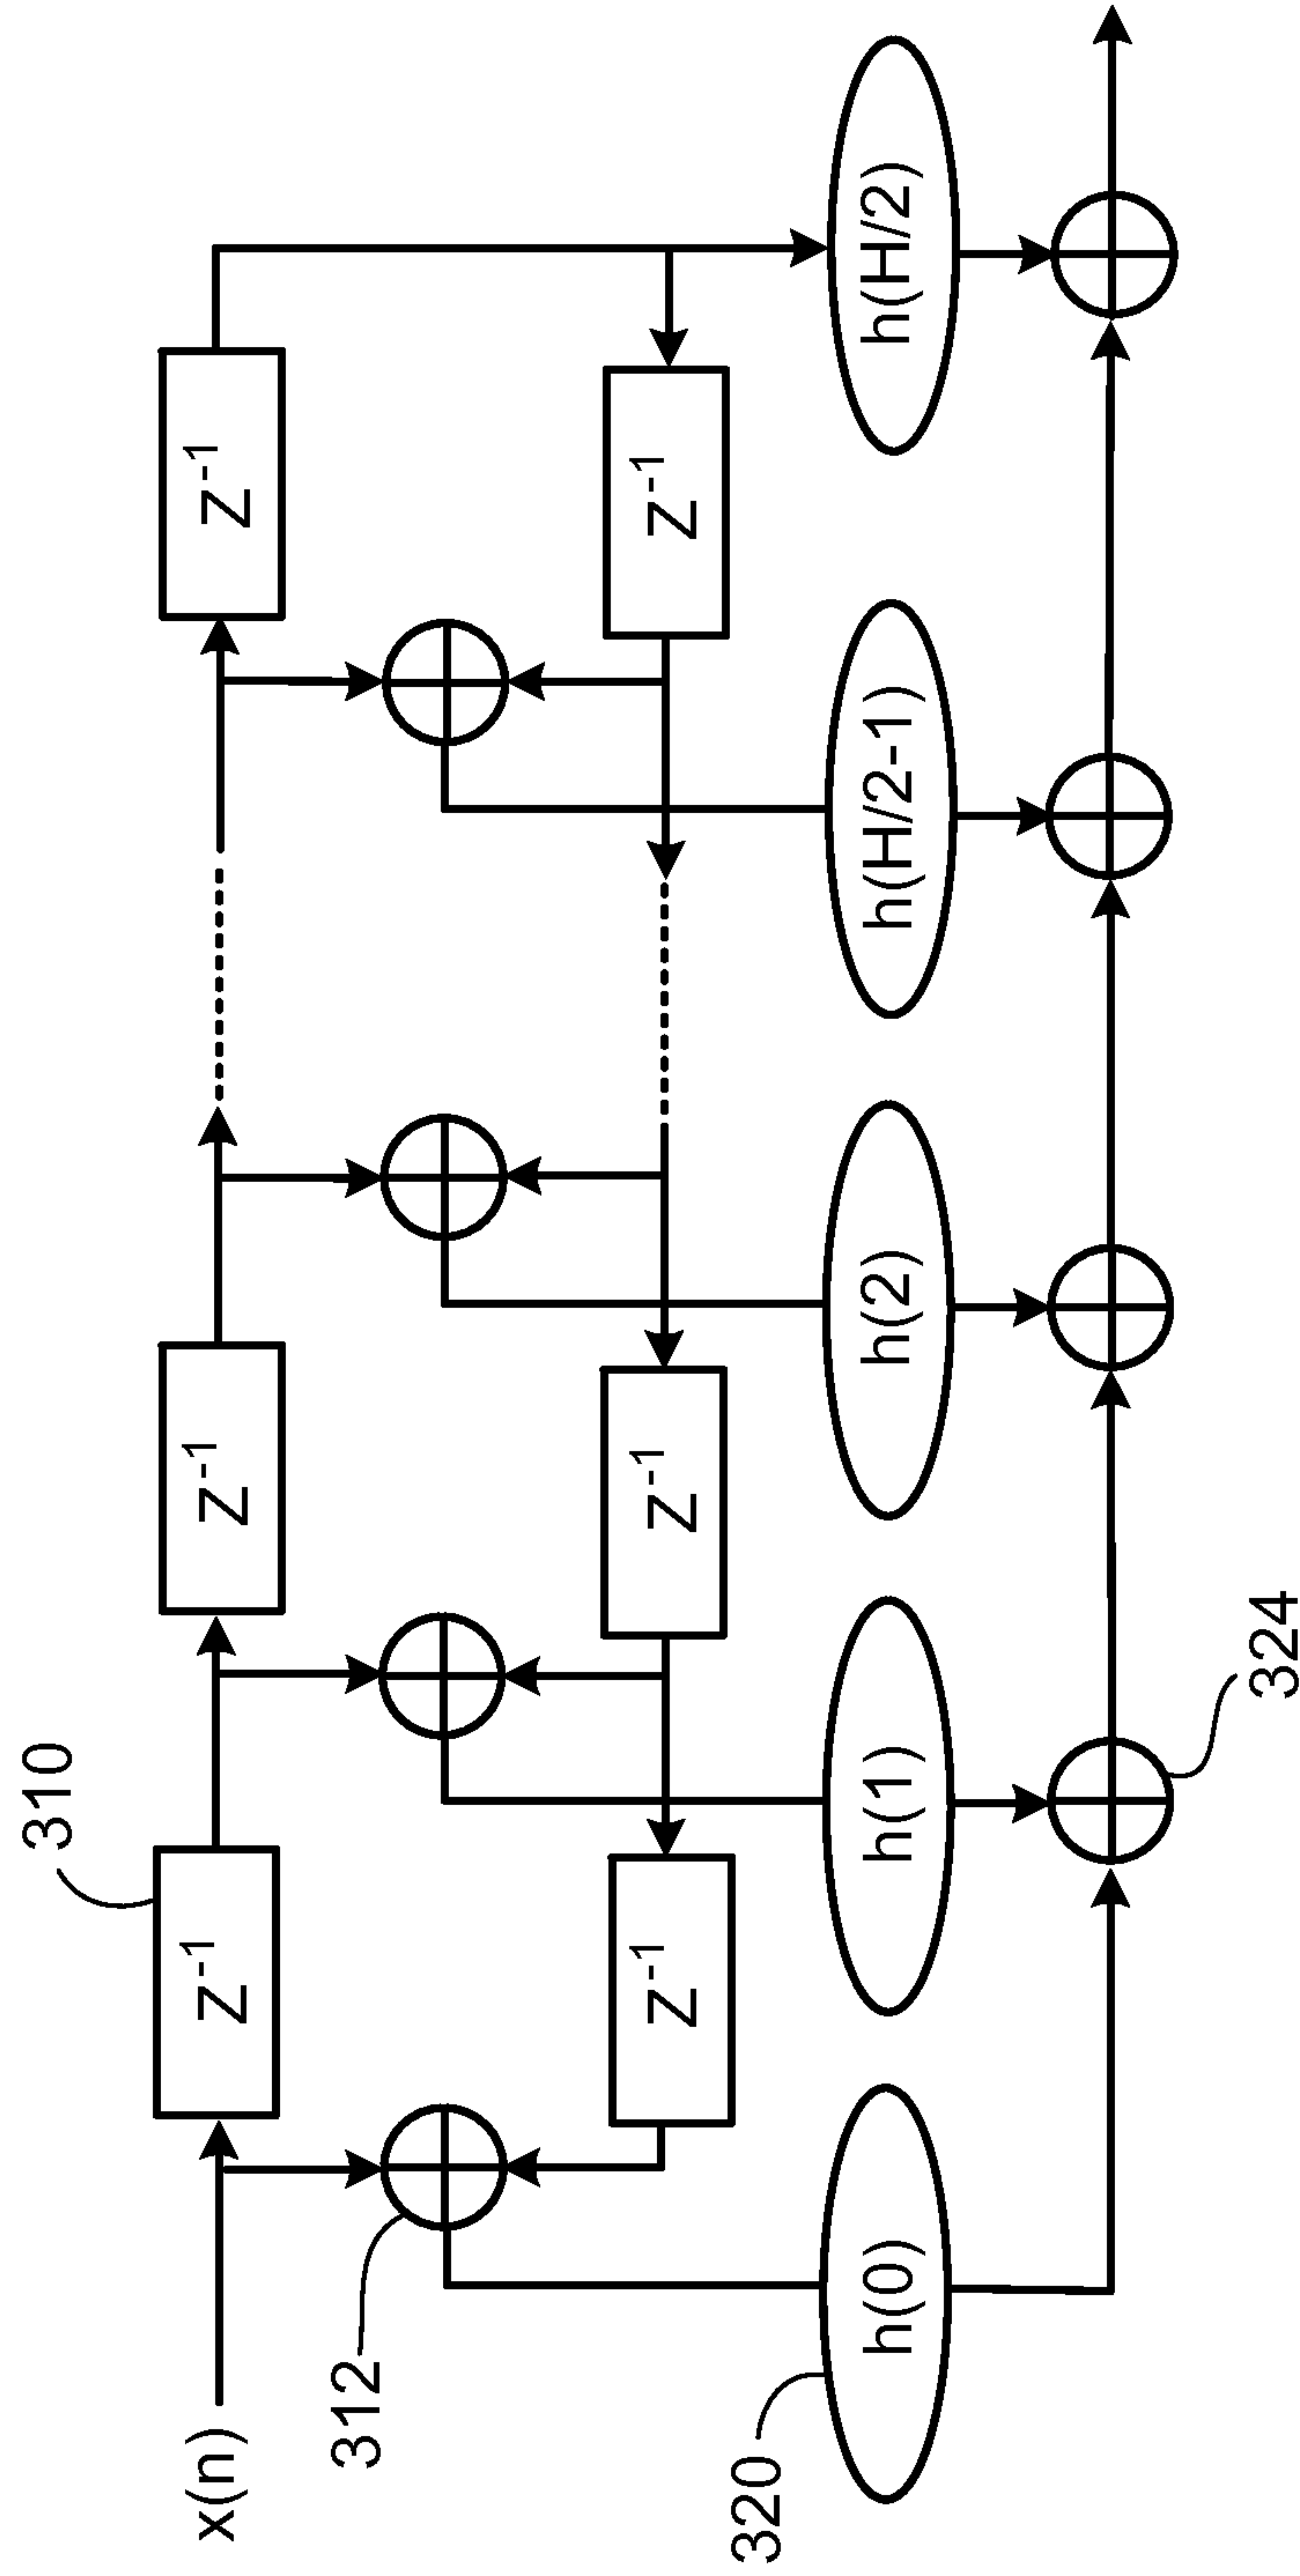 310
x(n)
Z⁻¹
Z⁻¹
Z⁻¹
312
Z⁻¹
Z⁻¹
Z⁻¹
320
h(0)
h(1)
h(2)
h(H/2-1)
h(H/2)
324